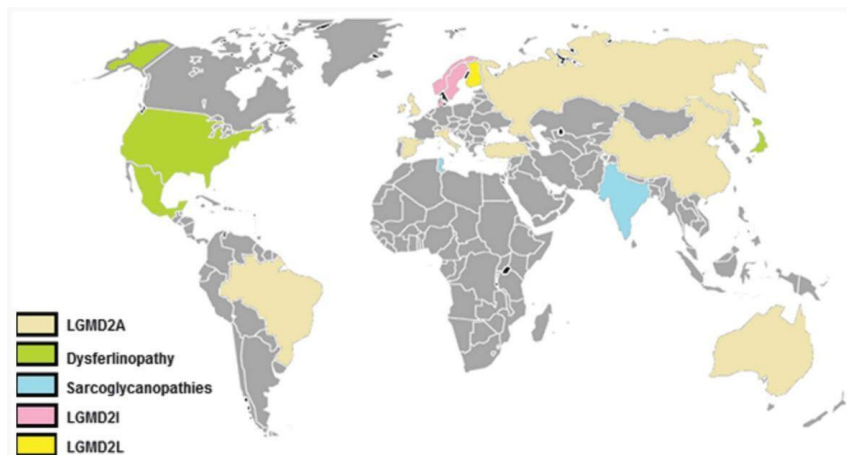 LGMD2A
Dysferlinopathy
Sarcoglycanopathies
LGMD2I
LGMD2L